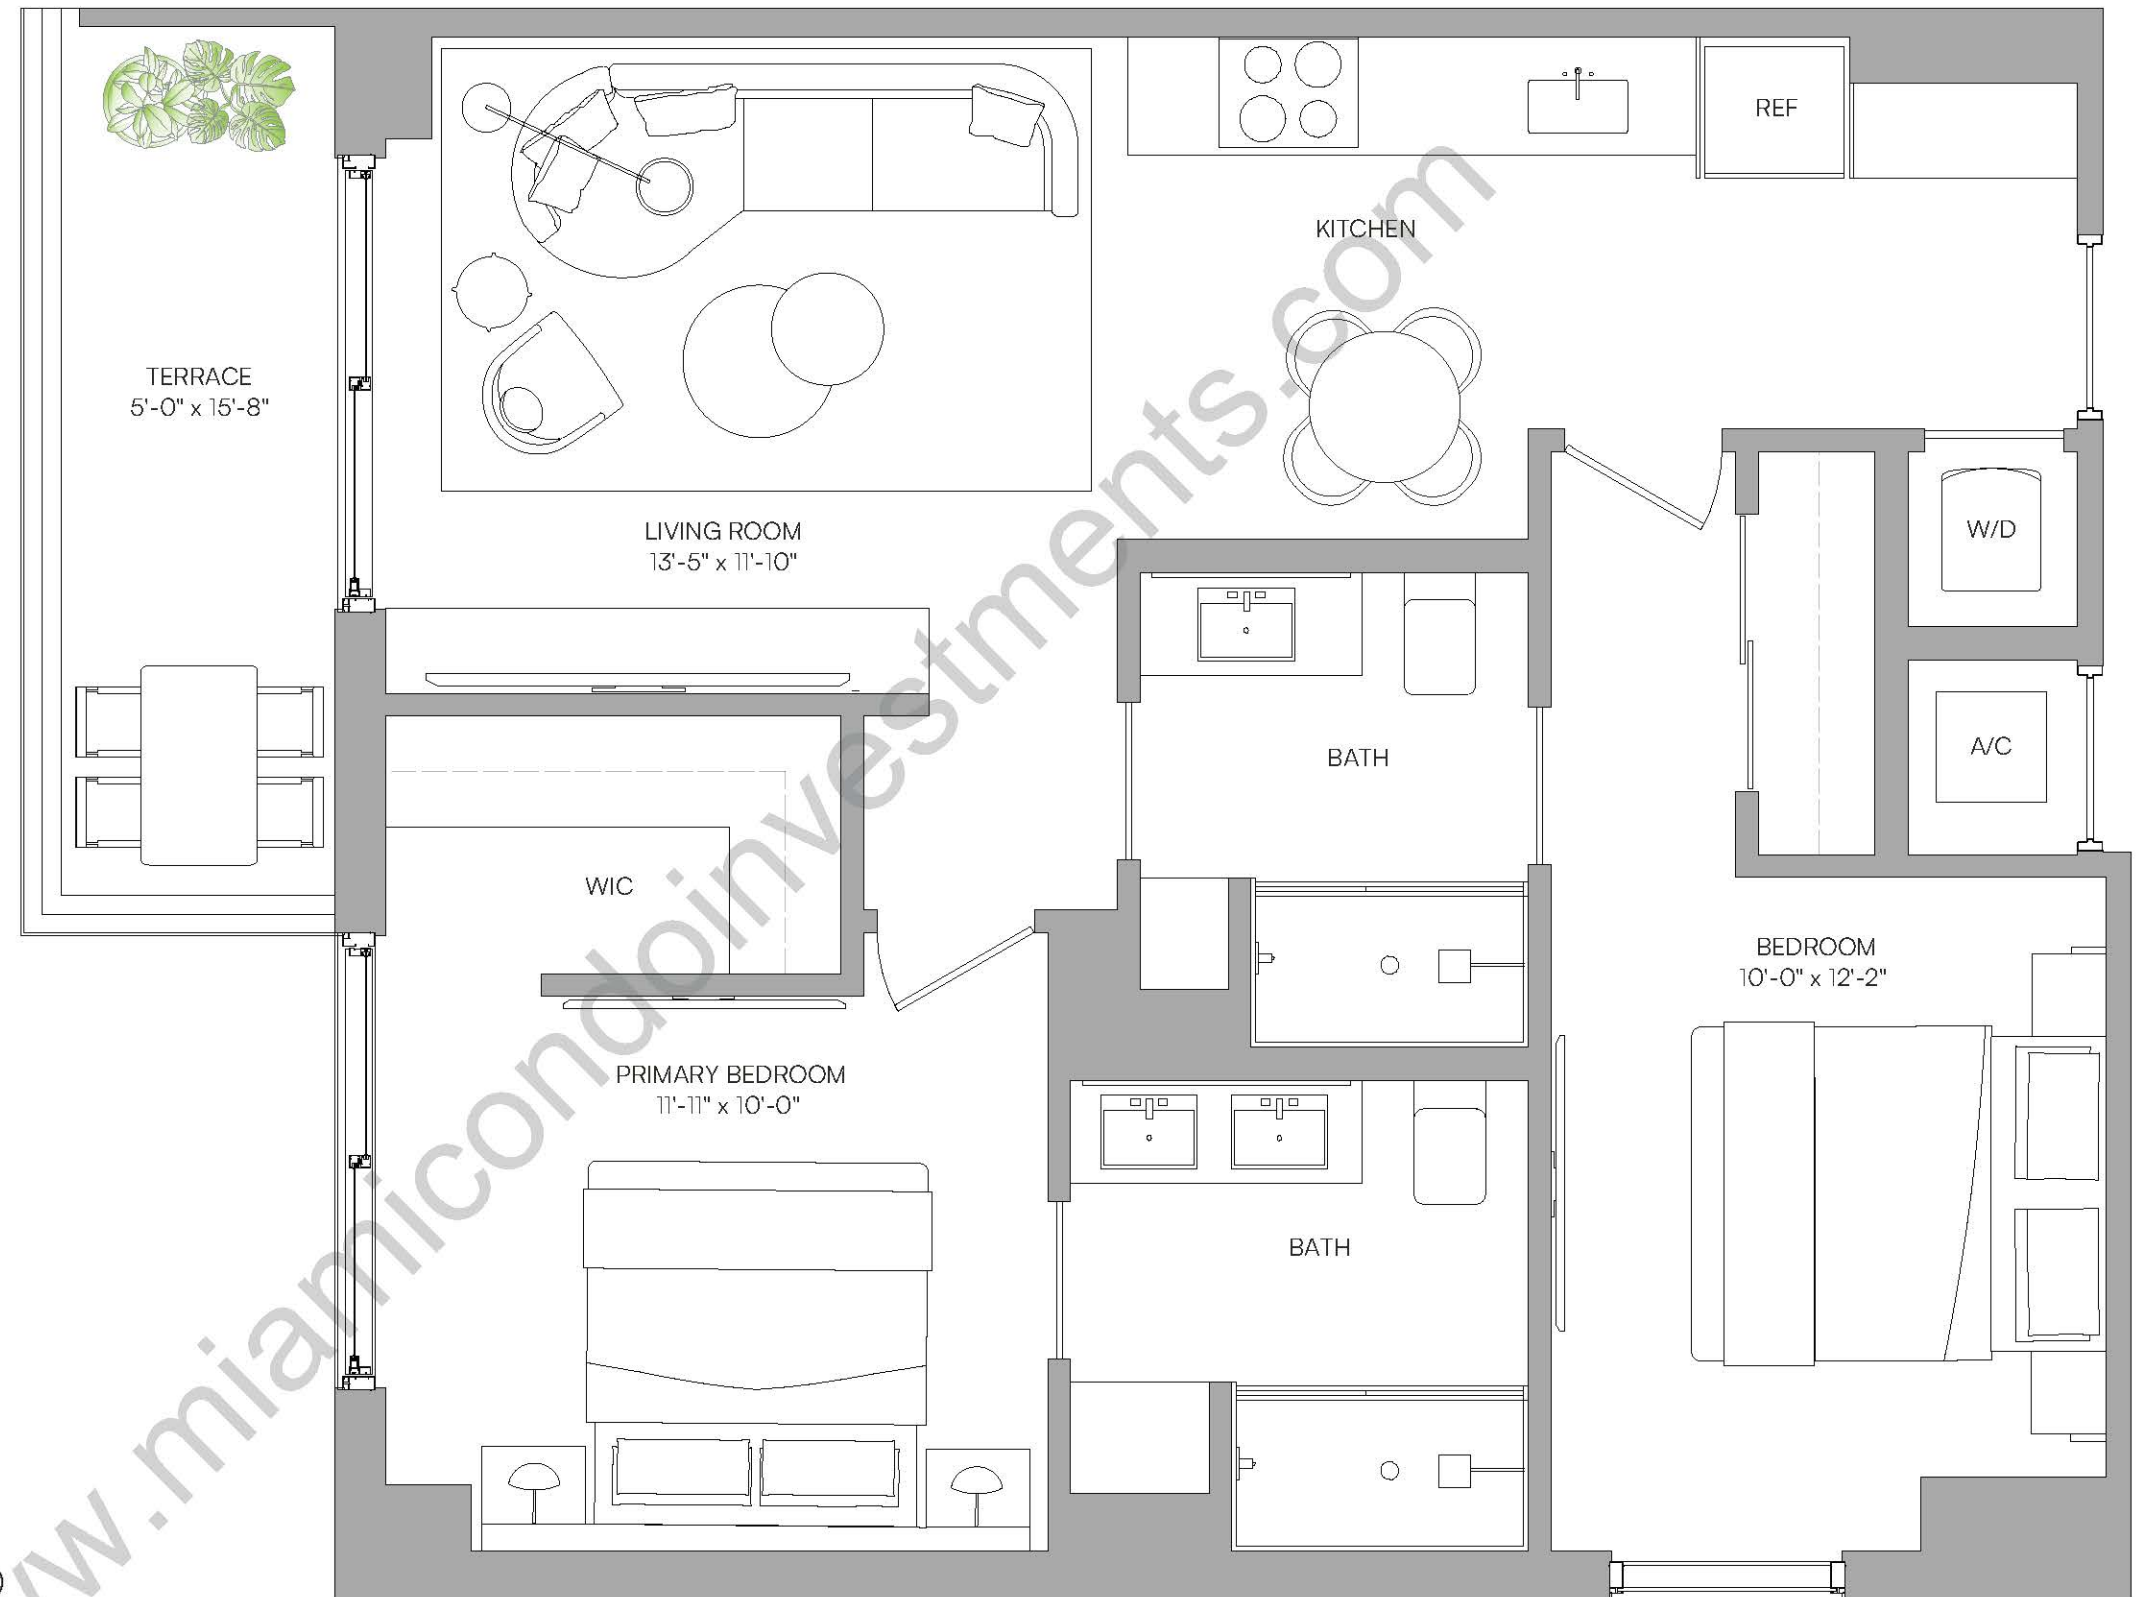 REF
KITCHEN
TERRACE
5'-0" x 15'-8"
LIVING ROOM
13'-5" x 11'-10"
W/D
A/C
BATH
WIC
BEDROOM
10'-0" x 12'-2"
PRIMARY BEDROOM
11'-11" x 10'-0"
BATH
w.miamicondoinvestments.com